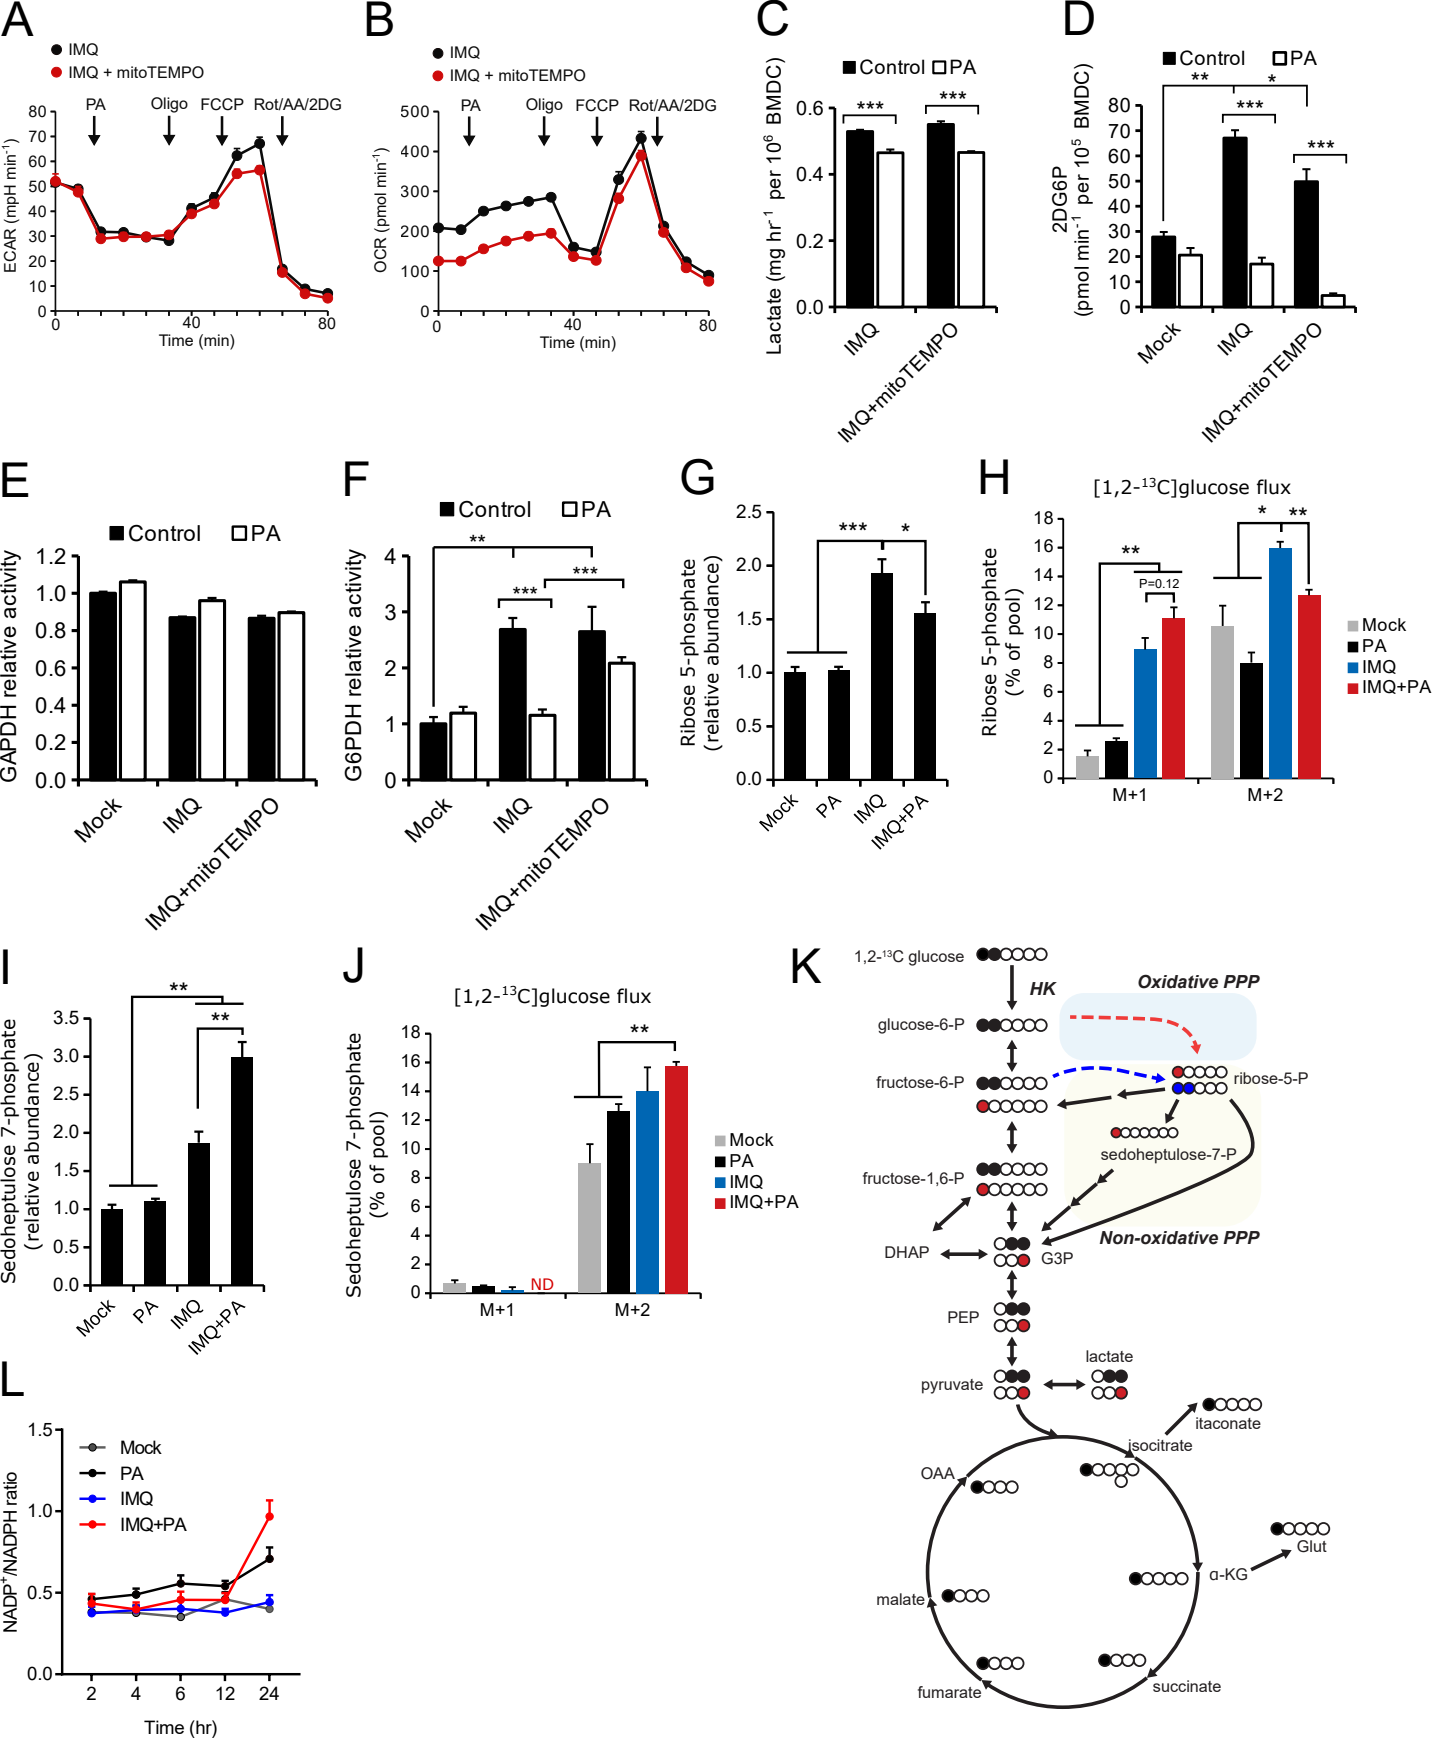 A
IMQ
IMQ + mitoTEMPO
PA
Oligo
FCCP
Rot/AA/2DG
ECAR (mpH min⁻¹)
80
70
60
50
40
30
20
10
0
0
40
80
Time (min)
B
IMQ
IMQ + mitoTEMPO
PA
Oligo
FCCP
Rot/AA/2DG
OCR (pmol min⁻¹)
500
400
300
200
100
0
0
40
80
Time (min)
C
Control
PA
Lactate (mg hr⁻¹ per 10⁶ BMDC)
0.6
0.4
0.2
0.0
***
***
IMQ
IMQ+mitoTEMPO
D
Control
PA
2DG6P
(pmol min⁻¹ per 10⁵ BMDC)
80
70
60
50
40
30
20
10
0
**
*
***
***
Mock
IMQ
IMQ+mitoTEMPO
E
Control
PA
GAPDH relative activity
1.2
1.0
0.8
0.6
0.4
0.2
0.0
Mock
IMQ
IMQ+mitoTEMPO
F
Control
PA
G6PDH relative activity
4
3
2
1
0
**
***
***
Mock
IMQ
IMQ+mitoTEMPO
G
Ribose 5-phosphate
(relative abundance)
2.5
2.0
1.5
1.0
0.5
0.0
***
*
Mock
PA
IMQ
IMQ+PA
H
[1,2-¹³C]glucose flux
Ribose 5-phosphate
(% of pool)
18
16
14
12
10
8
6
4
2
0
**
P=0.12
*
**
M+1
M+2
Mock
PA
IMQ
IMQ+PA
I
Sedoheptulose 7-phosphate
(relative abundance)
3.5
3.0
2.5
2.0
1.5
1.0
0.5
0.0
**
**
Mock
PA
IMQ
IMQ+PA
J
[1,2-¹³C]glucose flux
Sedoheptulose 7-phosphate
(% of pool)
18
16
14
12
10
8
6
4
2
0
**
ND
M+1
M+2
Mock
PA
IMQ
IMQ+PA
K
1,2-¹³C glucose
HK
Oxidative PPP
glucose-6-P
fructose-6-P
ribose-5-P
sedoheptulose-7-P
fructose-1,6-P
Non-oxidative PPP
DHAP
G3P
PEP
lactate
pyruvate
itaconate
isocitrate
OAA
Glut
α-KG
malate
succinate
fumarate
L
NADP⁺/NADPH ratio
1.5
1.0
0.5
0.0
Mock
PA
IMQ
IMQ+PA
2
4
6
12
24
Time (hr)